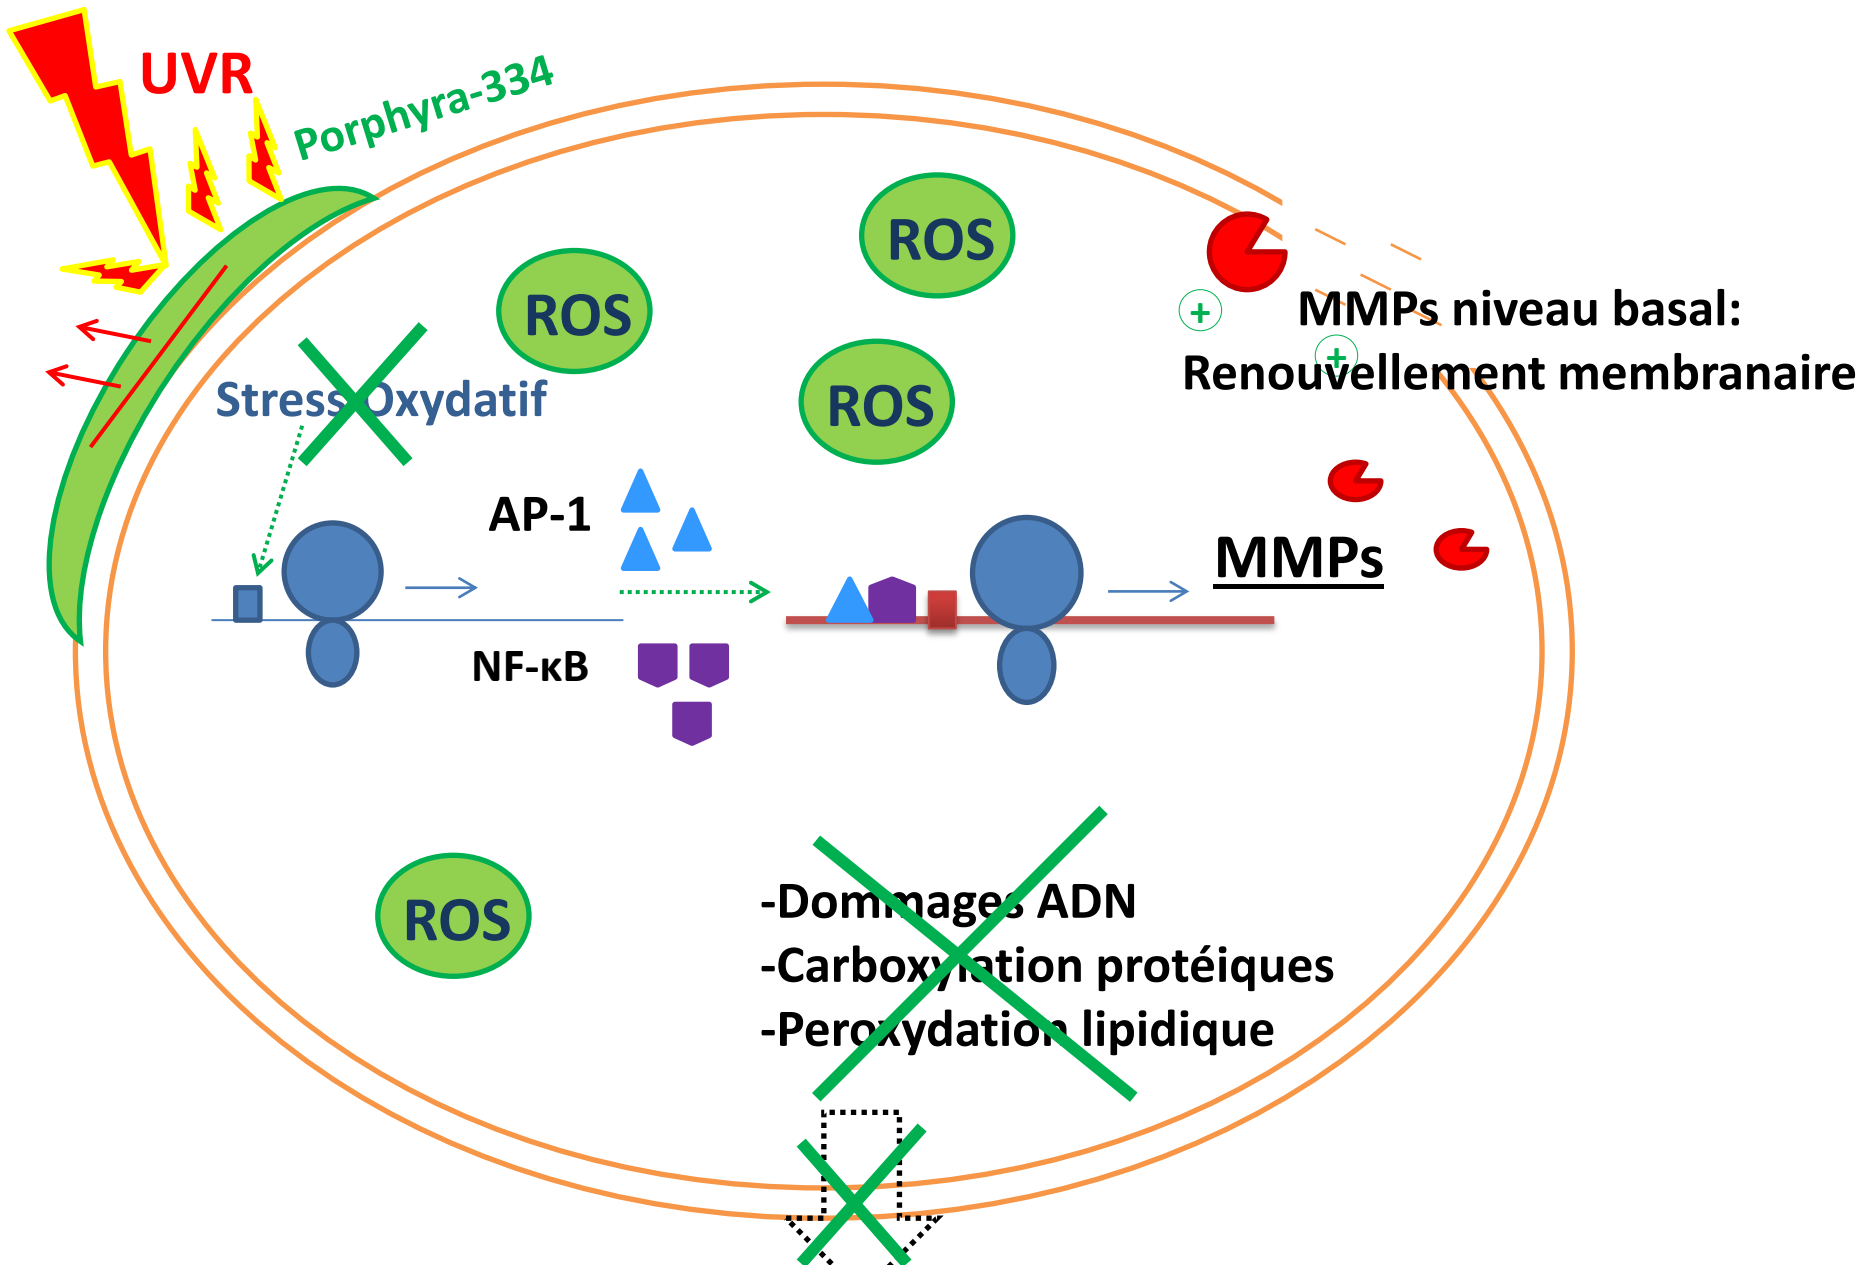 UVR
Porphyra-334
ROS
ROS
ROS
MMPs niveau basal:
+
+
Renouvellement membranaire
Stress Oxydatif
AP-1
MMPs
NF-κB
ROS
-Dommages ADN
-Carboxylation protéiques
-Peroxydation lipidique